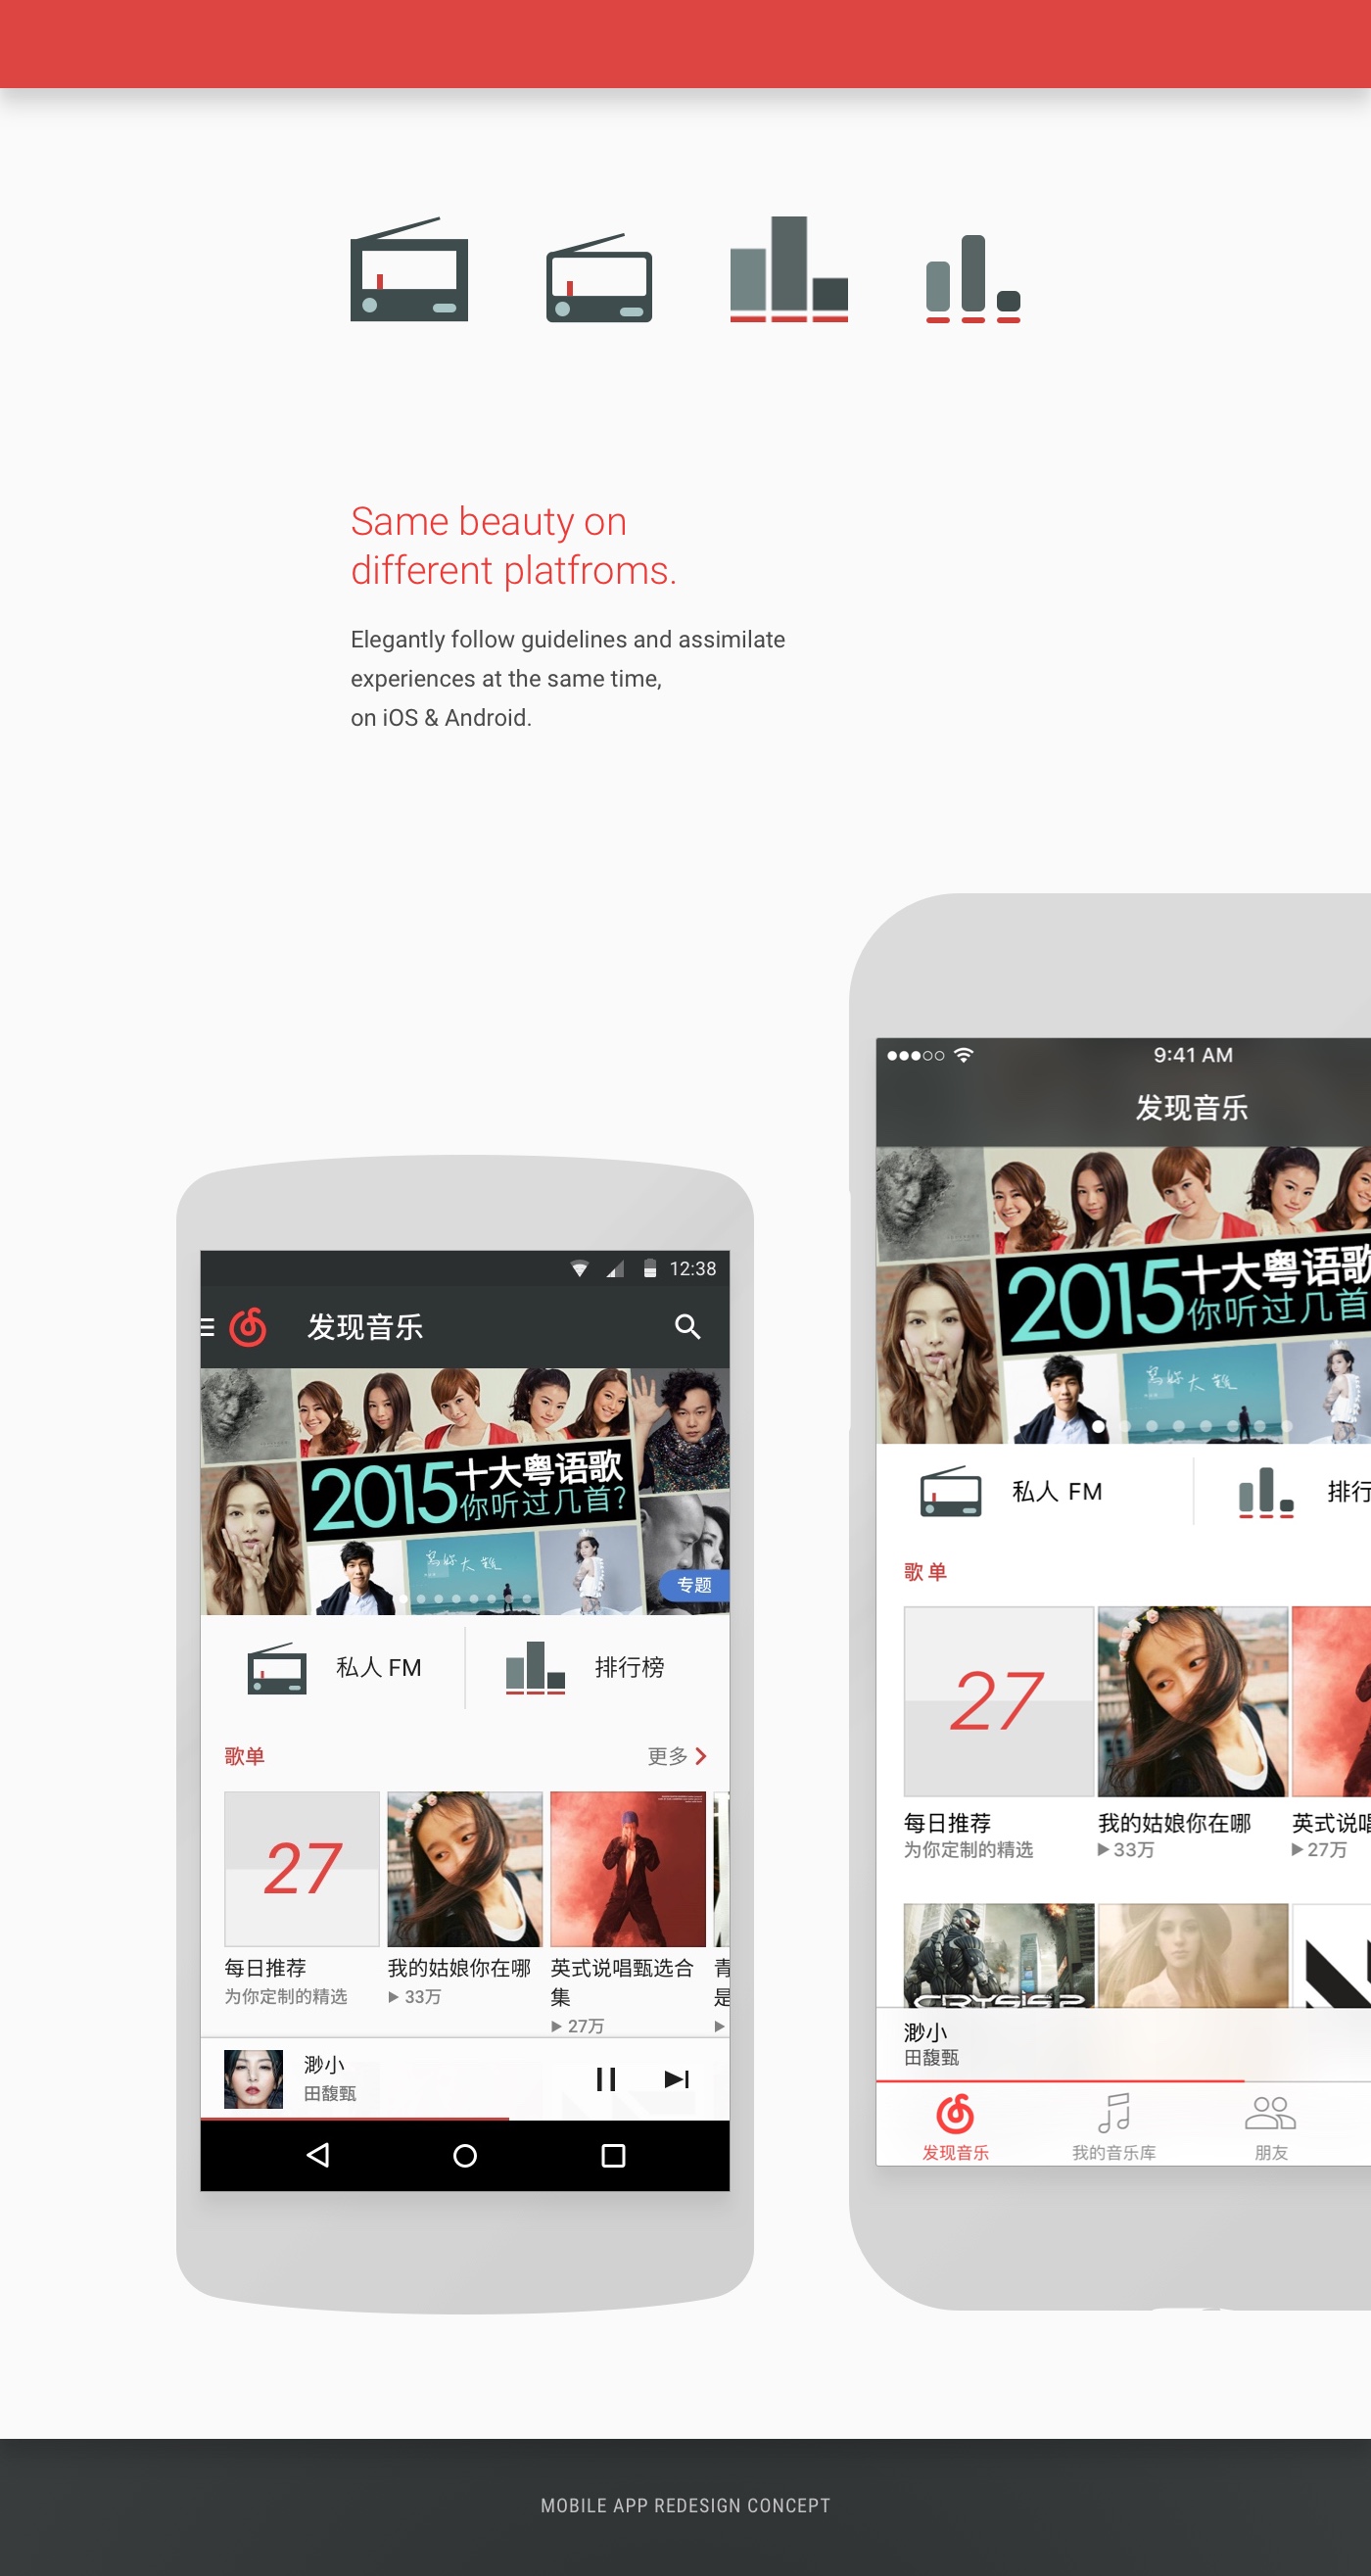 Same beauty on
different platfroms.
Elegantly follow guidelines and assimilate
experiences at the same time,
on iOS & Android.
9:41 AM
发现音乐
2015十大粤语歌
你听过几首
私人 FM
排行
歌单
27
每日推荐
为你定制的精选
我的姑娘你在哪
33万
英式说唱
27万
CRYSIS 2
渺小
田馥甄
发现音乐
我的音乐库
朋友
12:38
发现音乐
2015十大粤语歌
你听过几首?
专题
私人 FM
排行榜
歌单
更多
27
每日推荐
为你定制的精选
我的姑娘你在哪
33万
英式说唱甄选合
集
27万
青
是
渺小
田馥甄
MOBILE APP REDESIGN CONCEPT